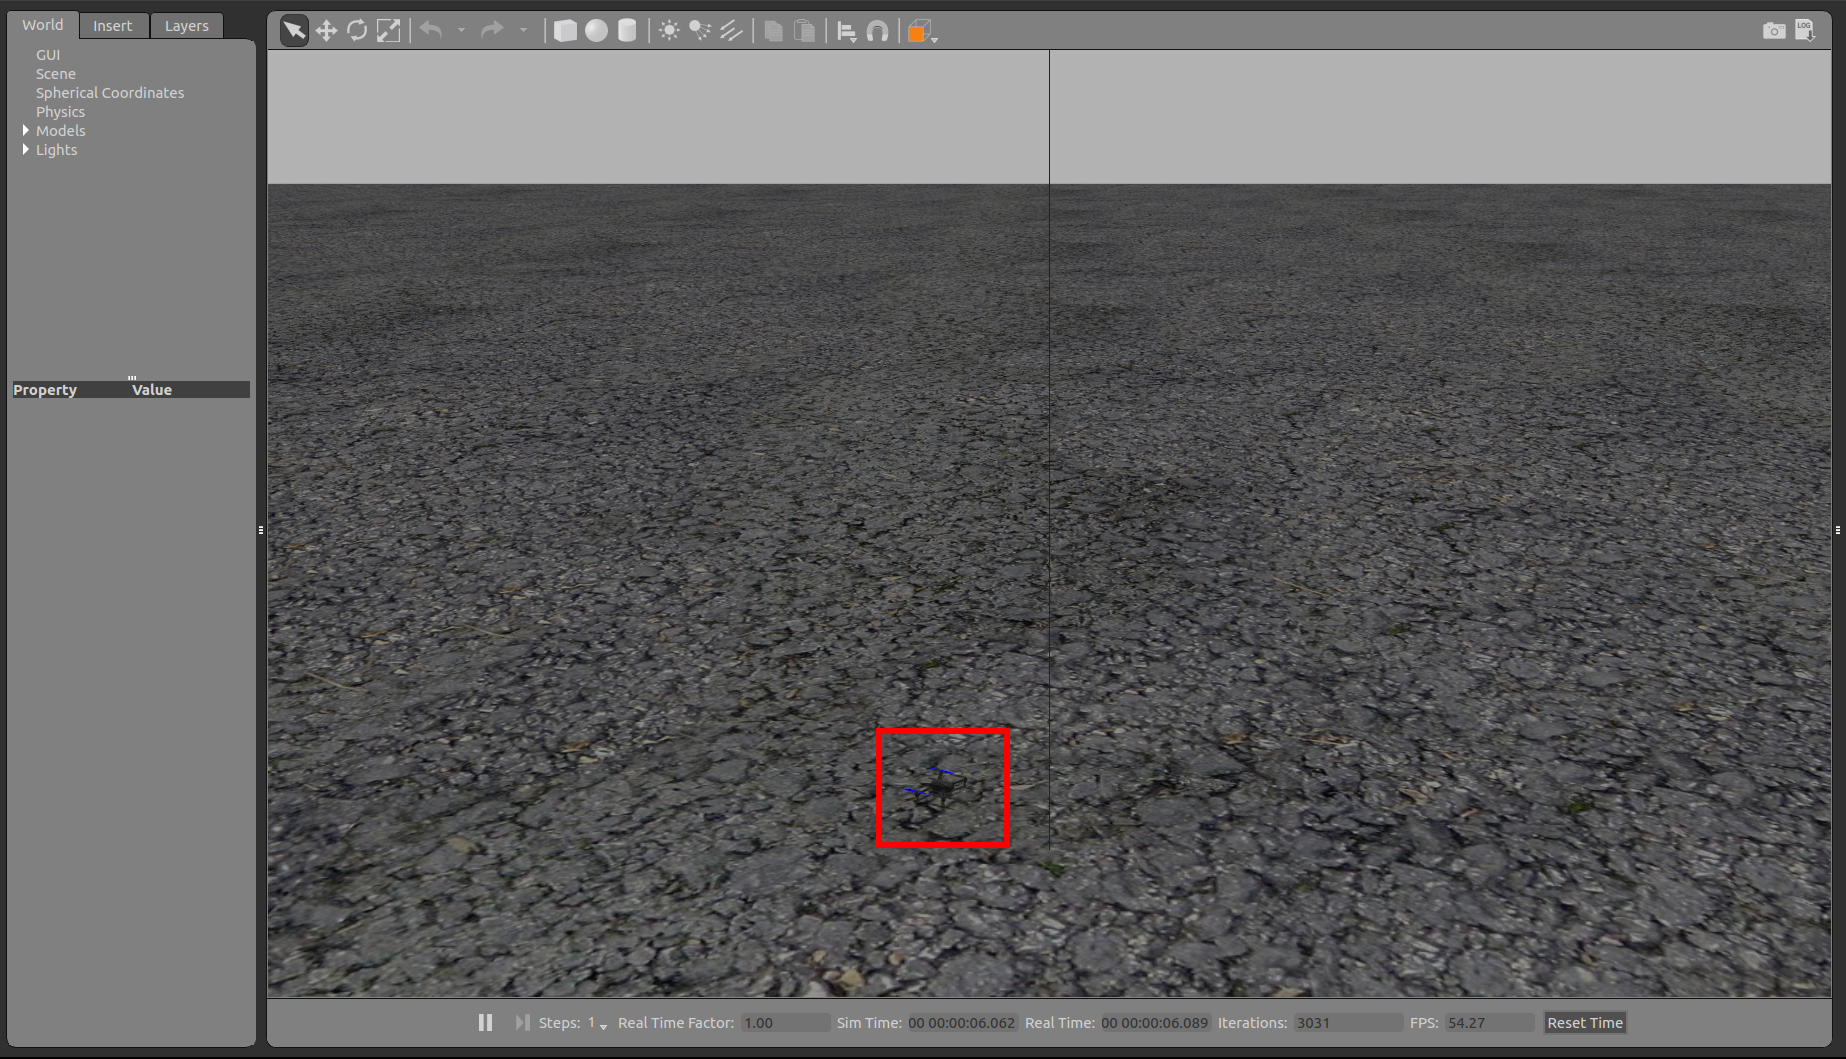 World Insert Layers
GUI
Scene
Spherical Coordinates
Physics
Models
Lights
Property Value
LOG
Steps: 1 Real Time Factor: 1.00 Sim Time: 00 00:00:06.062 Real Time: 00 00:00:06.089 Iterations: 3031 FPS: 54.27 Reset Time